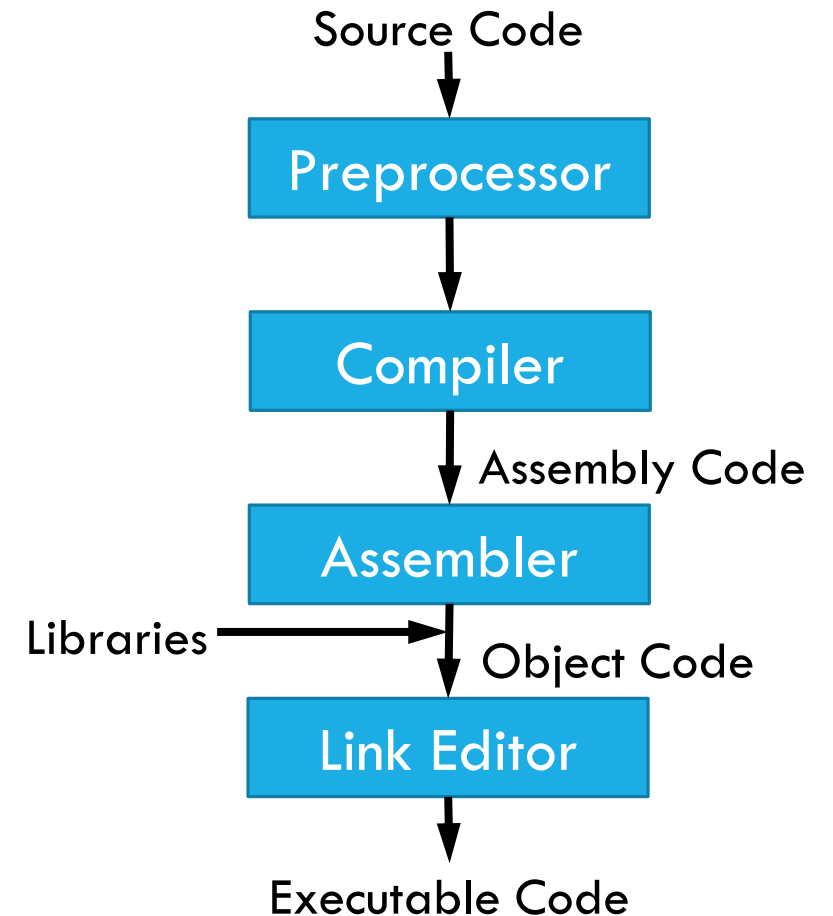 Source Code
Preprocessor
Compiler
Assembly Code
Assembler
Libraries
Object Code
Link Editor
Executable Code